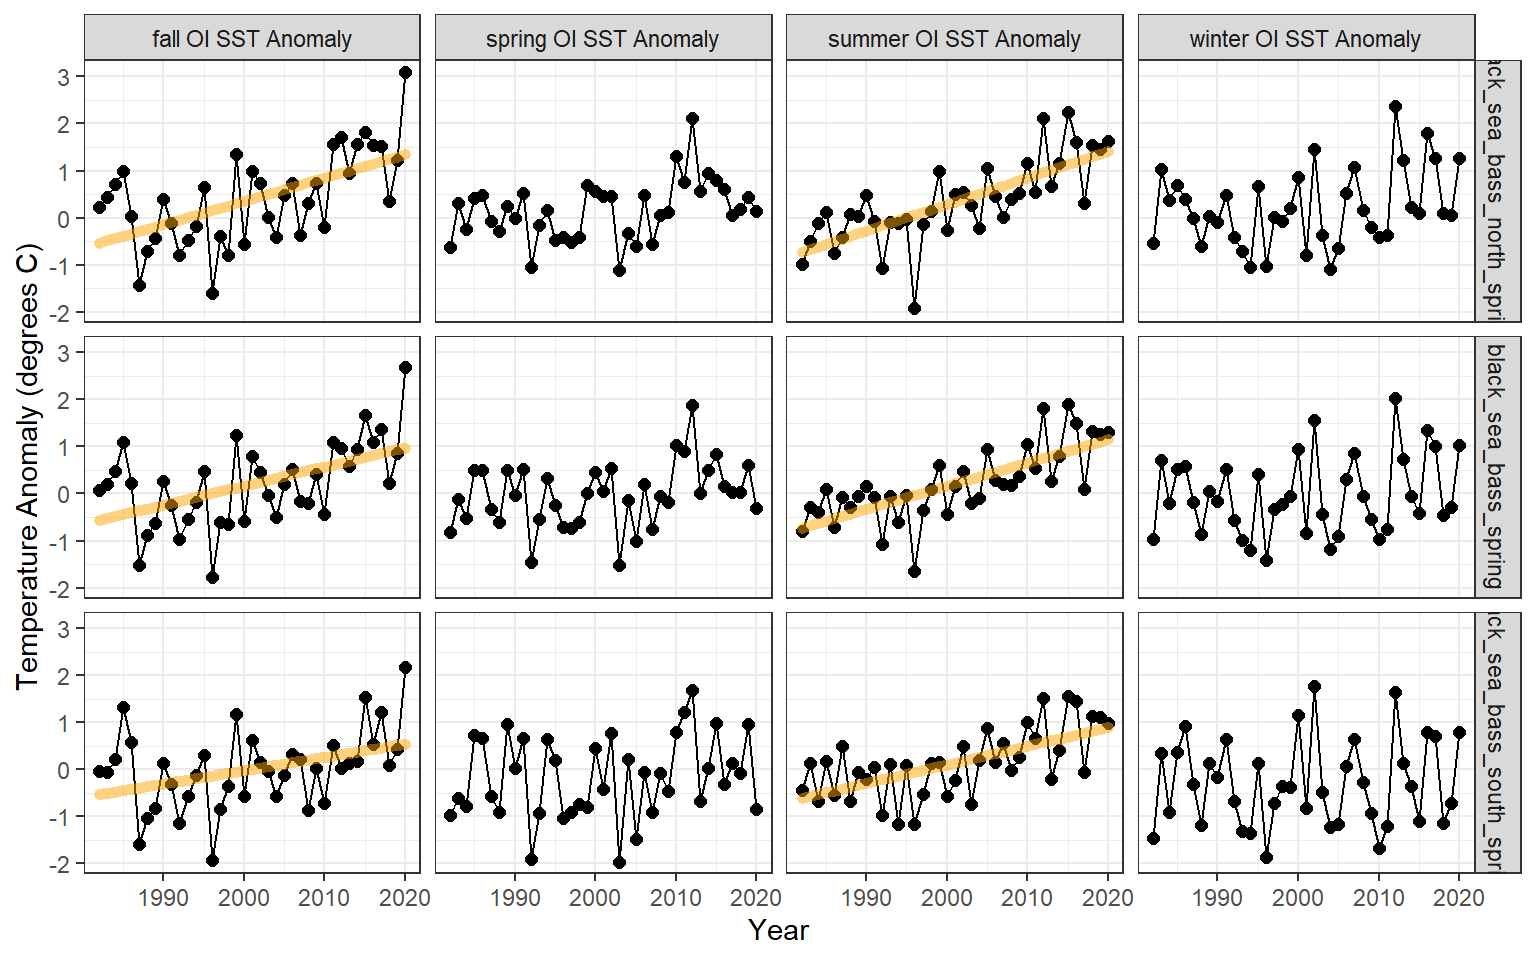 fall OI SST Anomaly
spring OI SST Anomaly
summer OI SST Anomaly
winter OI SST Anomaly
3
2
1
0
-1
-2
ack_sea_bass_north_spri
3
2
1
0
-1
-2
black_sea_bass_spring
3
2
1
0
-1
-2
ack_sea_bass_south_spri
Temperature Anomaly (degrees C)
1990 2000 2010 2020
1990 2000 2010 2020
1990 2000 2010 2020
1990 2000 2010 2020
Year